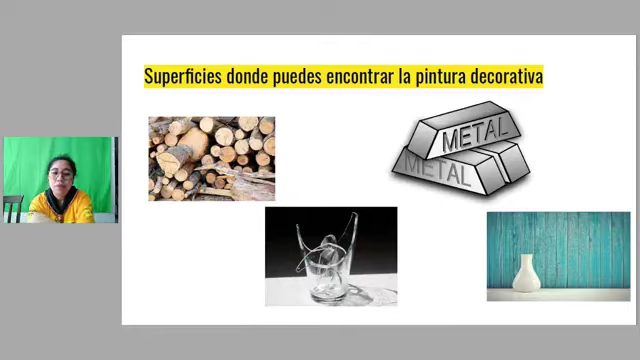 Superficies donde puedes encontrar la pintura decorativa
METAL
METAL